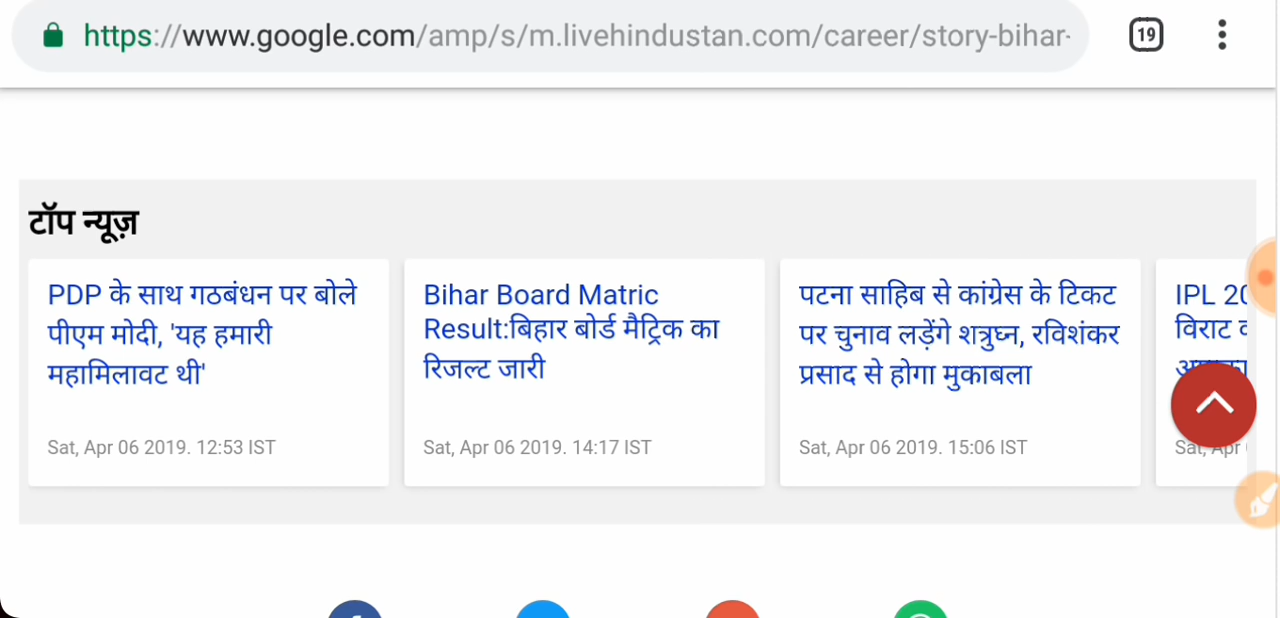 https://www.google.com/amp/s/m.livehindustan.com/career/story-bihar-
19
टॉप न्यूज़
PDP के साथ गठबंधन पर बोले
पीएम मोदी, 'यह हमारी
महामिलावट थी'
Sat, Apr 06 2019. 12:53 IST
Bihar Board Matric
Result:बिहार बोर्ड मैट्रिक का
रिजल्ट जारी
Sat, Apr 06 2019. 14:17 IST
पटना साहिब से कांग्रेस के टिकट
पर चुनाव लड़ेंगे शत्रुघ्न, रविशंकर
प्रसाद से होगा मुकाबला
Sat, Apr 06 2019. 15:06 IST
IPL 20
विराट
Sat, Apr